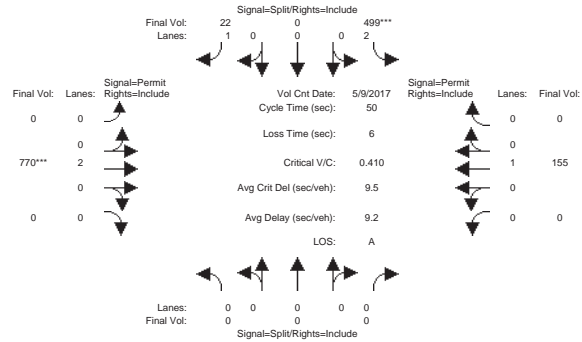 Signal=Split/Rights=Include
Final Vol: 22 0 499***
Lanes: 1 0 0 0 2
Signal=Permit Signal=Permit
Final Vol: Lanes: Rights=Include Vol Cnt Date: 5/9/2017 Rights=Include Lanes: Final Vol:
Cycle Time (sec): 50
0 0 0 0
Loss Time (sec): 6
0 0
770*** 2 Critical V/C: 0.410 1 155
0 Avg Crit Del (sec/veh): 9.5 0
0 0 Avg Delay (sec/veh): 9.2 0 0
LOS: A
Lanes: 0 0 0 0 0
Final Vol: 0 0 0
Signal=Split/Rights=Include